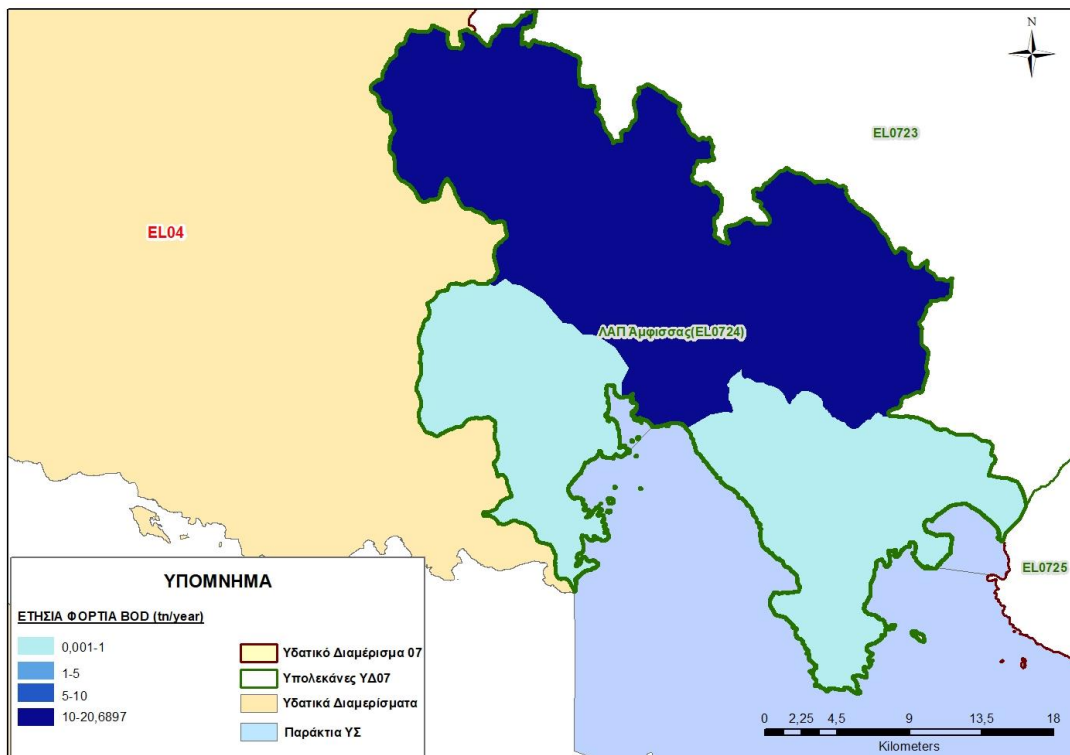 N
EL0723
EL04
ΛΑΠ Άμφισσας(EL0724)
EL0725
ΥΠΟΜΝΗΜΑ
ΕΤΗΣΙΑ ΦΟΡΤΙΑ BOD (tn/year)
0,001-1
1-5
5-10
10-20,6897
Υδατικό Διαμέρισμα 07
Υπολεκάνες ΥΔ07
Υδατικά Διαμερίσματα
Παράκτια ΥΣ
0 2,25 4,5 9 13,5 18
Kilometers